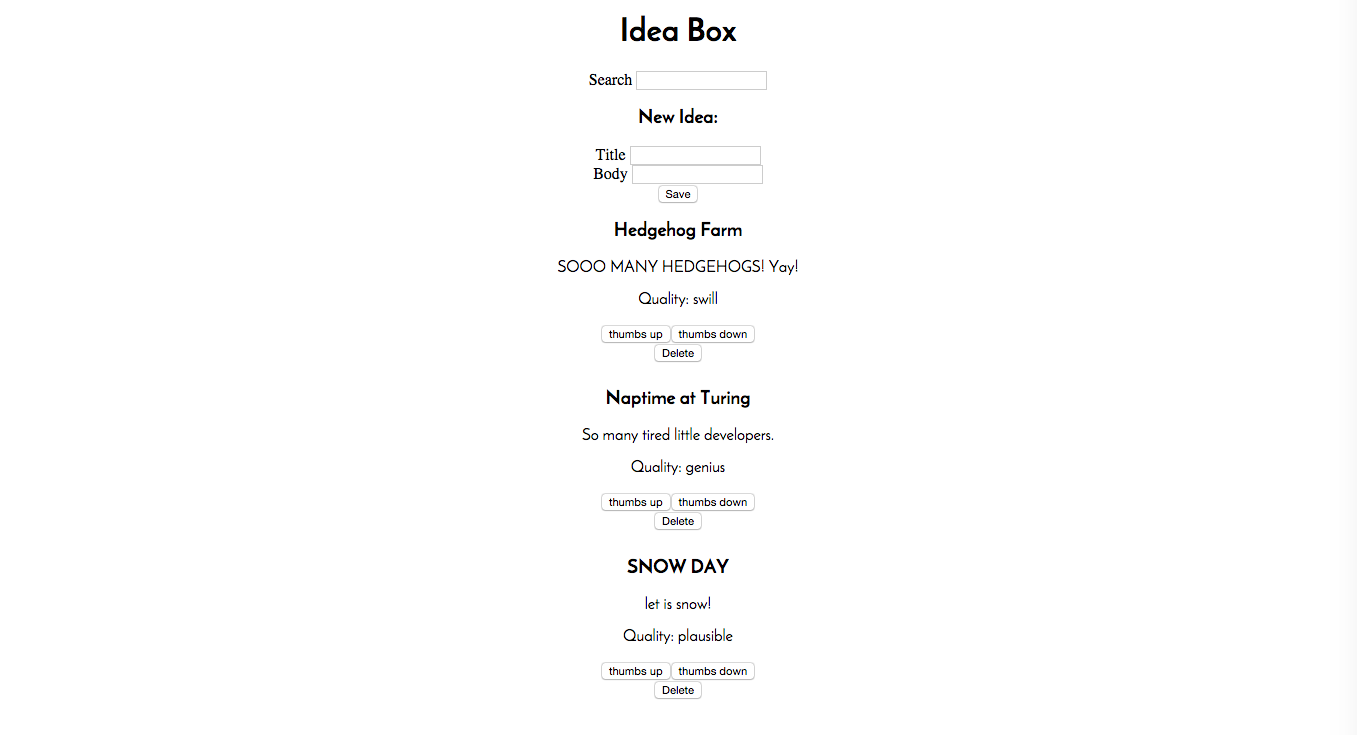 Idea Box
Search
New Idea:
Title
Body
Save
Hedgehog Farm
SOOO MANY HEDGEHOGS! Yay!
Quality: swill
thumbs up thumbs down
Delete
Naptime at Turing
So many tired little developers.
Quality: genius
thumbs up thumbs down
Delete
SNOW DAY
let is snow!
Quality: plausible
thumbs up thumbs down
Delete